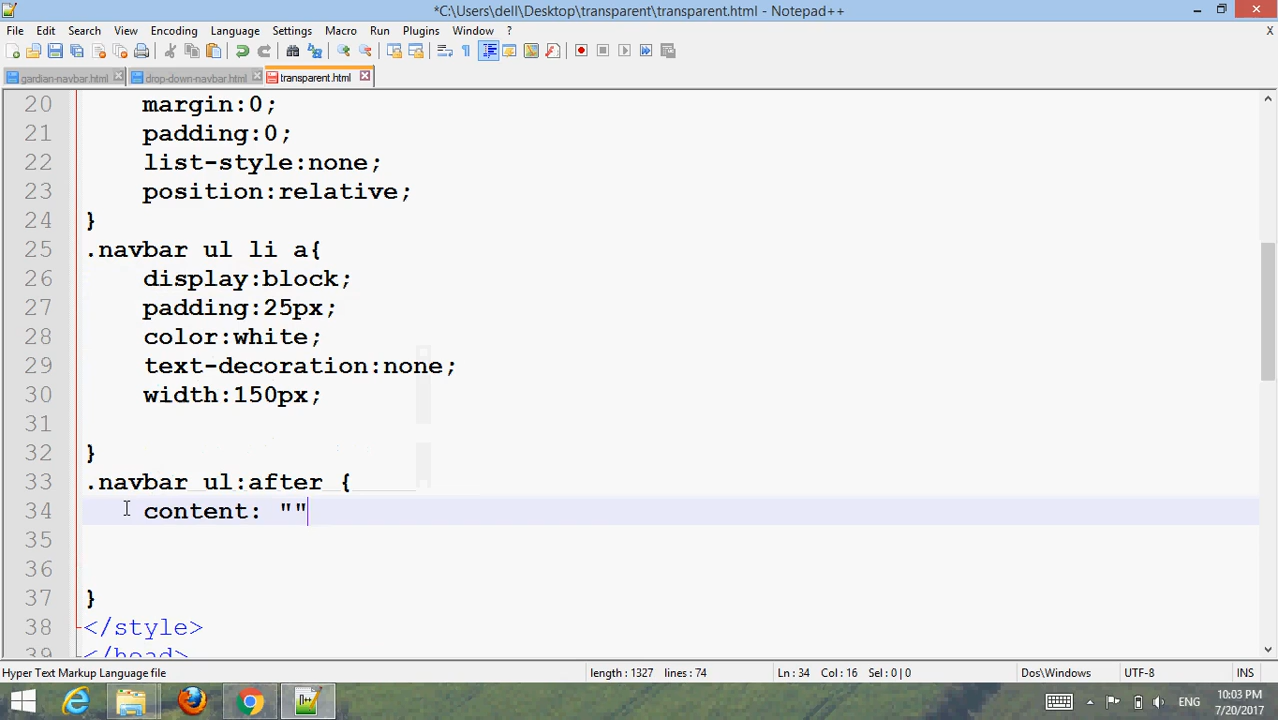 *C:\Users\dell\Desktop\transparent\transparent.html - Notepad++
File Edit Search View Encoding Language Settings Macro Run Plugins Window ? X
gardian-navbar.html drop-down-navbar.html transparent.html
20 margin:0;
21 padding:0;
22 list-style:none;
23 position:relative;
24 }
25 .navbar ul li a{
26 display:block;
27 padding:25px;
28 color:white;
29 text-decoration:none;
30 width:150px;
31
32 }
33 .navbar ul:after {
34 content: ""
35
36
37 }
38 </style>
39 </head>
Hyper Text Markup Language file length : 1327 lines : 74 Ln : 34 Col : 16 Sel : 0 | 0 Dos\Windows UTF-8 INS
ENG 10:03 PM
7/20/2017